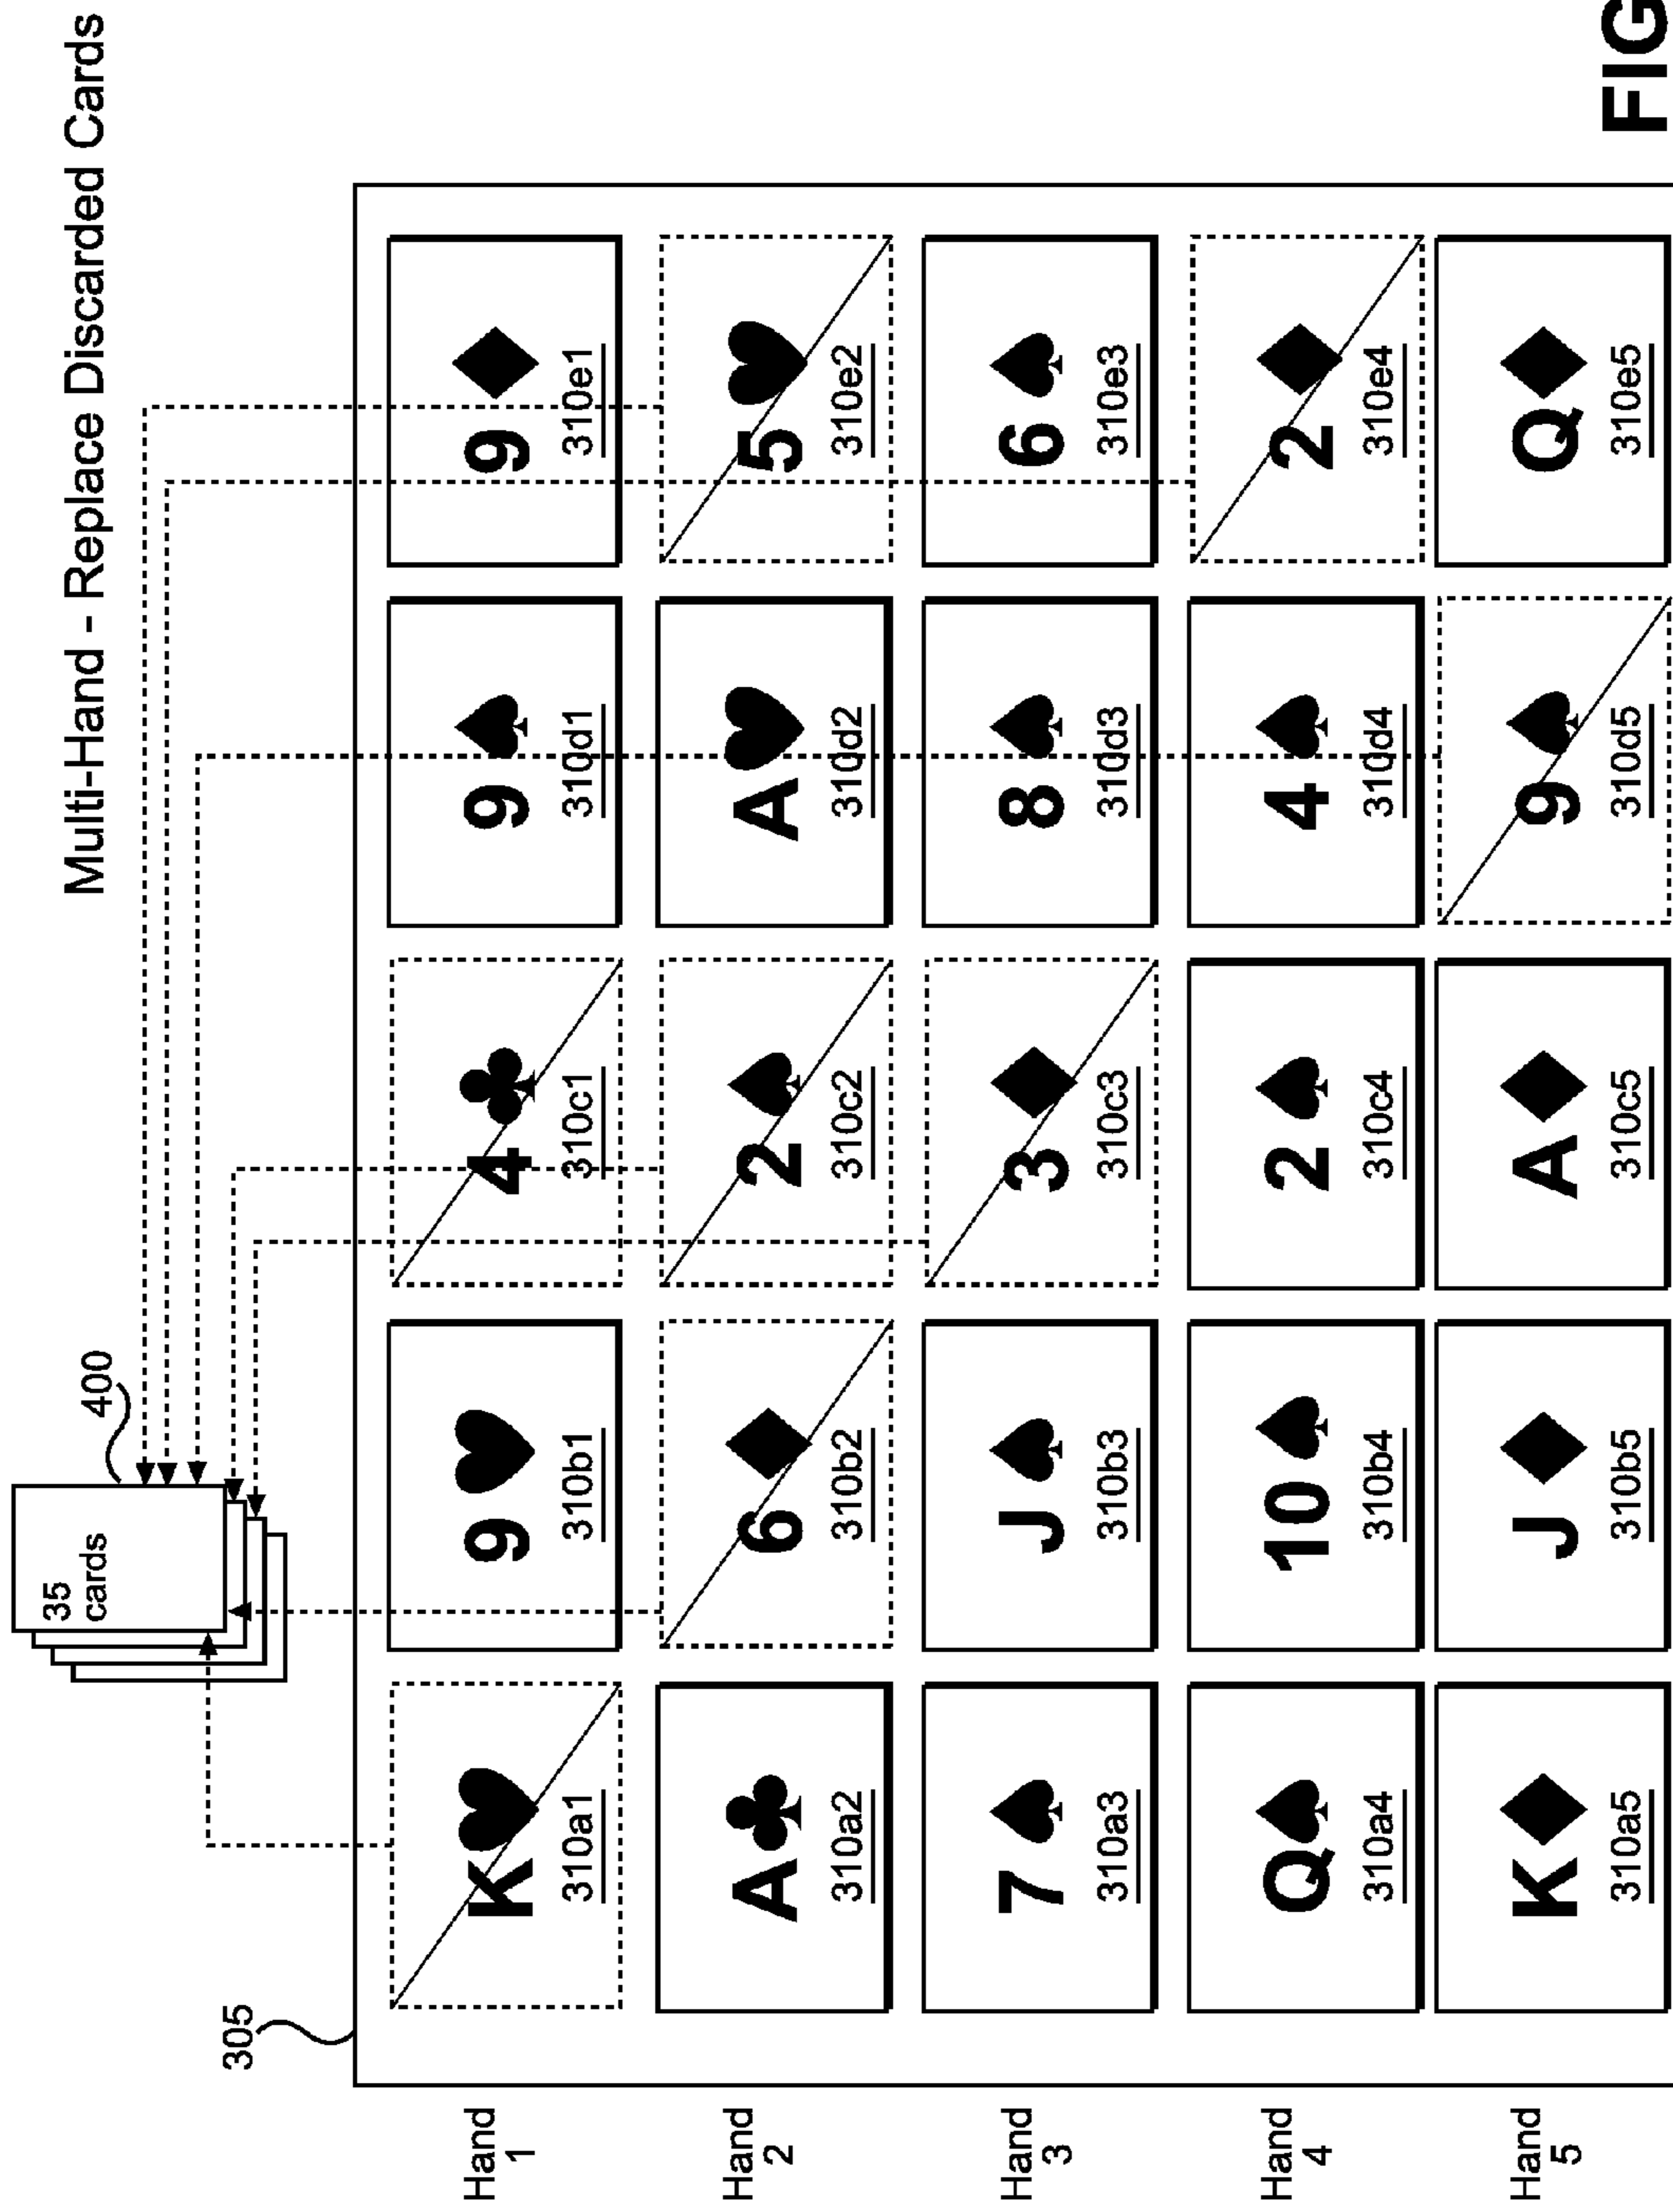 Multi-Hand - Replace Discarded Cards
35
cards
400
305
Hand
1
K
310a1
9
310b1
4
310c1
9
310d1
9
310e1
Hand
2
A
310a2
6
310b2
2
310c2
A
310d2
5
310e2
Hand
3
7
310a3
J
310b3
3
310c3
8
310d3
6
310e3
Hand
4
Q
310a4
10
310b4
2
310c4
4
310d4
2
310e4
Hand
5
K
310a5
J
310b5
A
310c5
9
310d5
Q
310e5
FIG